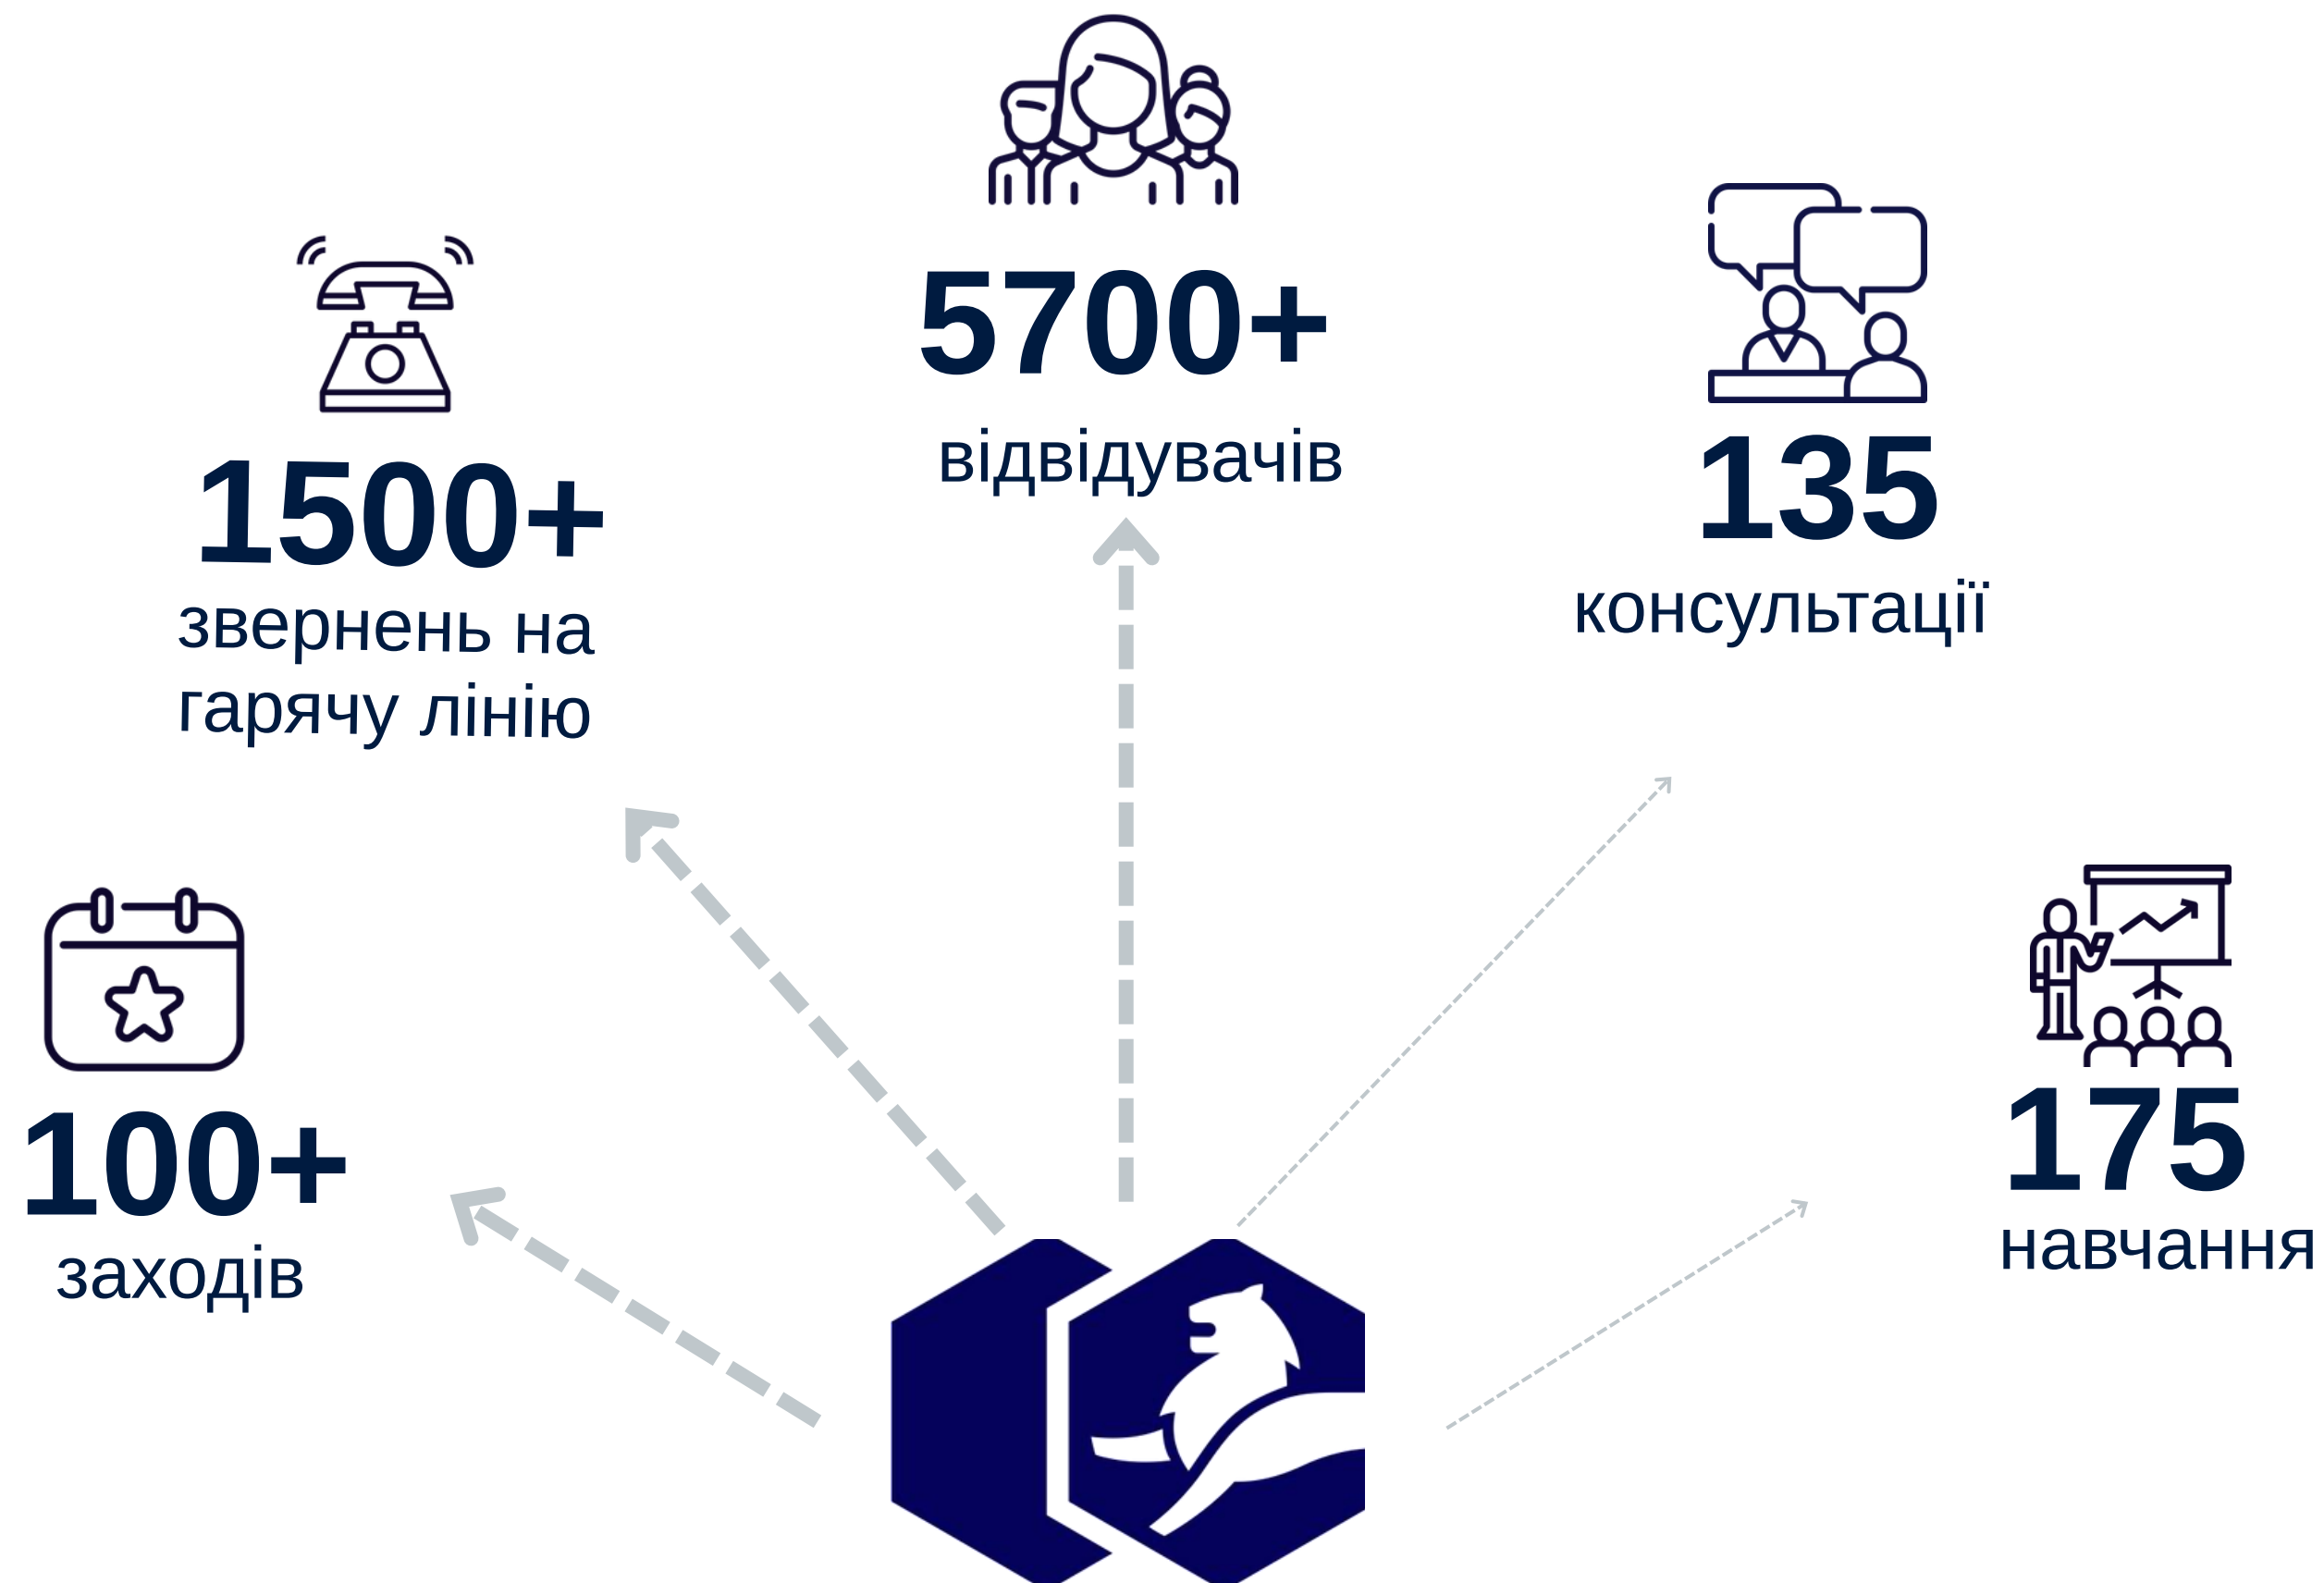 5700+
відвідувачів
135
консультації
1500+
звернень на
гарячу лінію
100+
заходів
175
навчання